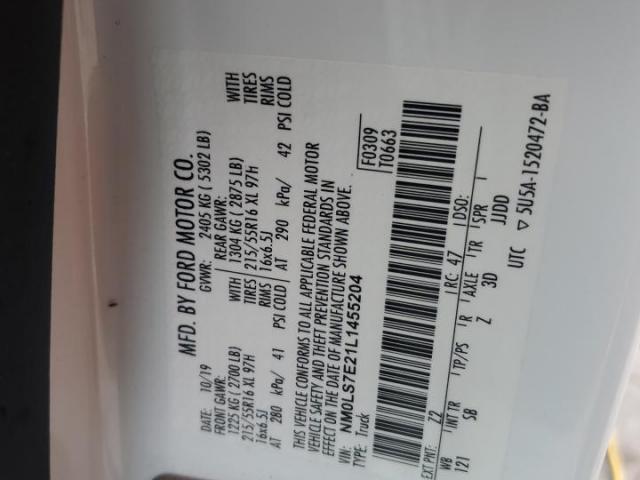 MFD. BY FORD MOTOR CO.
DATE: 10/19
GVWR: 2405 KG ( 5302 LB)
FRONT GAWR:
REAR GAWR:
1225 KG ( 2700 LB) WITH
1304 KG ( 2875 LB) WITH
215/55R16 XL 97H TIRES
215/55R16 XL 97H TIRES
16x6.5J RIMS
16x6.5J RIMS
AT 280 kPa/ 41 PSI COLD
AT 290 kPa/ 42 PSI COLD
THIS VEHICLE CONFORMS TO ALL APPLICABLE FEDERAL MOTOR
VEHICLE SAFETY AND THEFT PREVENTION STANDARDS IN
EFFECT ON THE DATE OF MANUFACTURE SHOWN ABOVE.
VIN: NM0LS7E21L1455204
TYPE: Truck
F0309
T0663
EXT PNT: Z2 RC: 47 DSO:
WB INT TR TP/PS R AXLE TR SPR
121 SB Z 3D JJDD
UTC ▽ 5U5A-1520472-BA